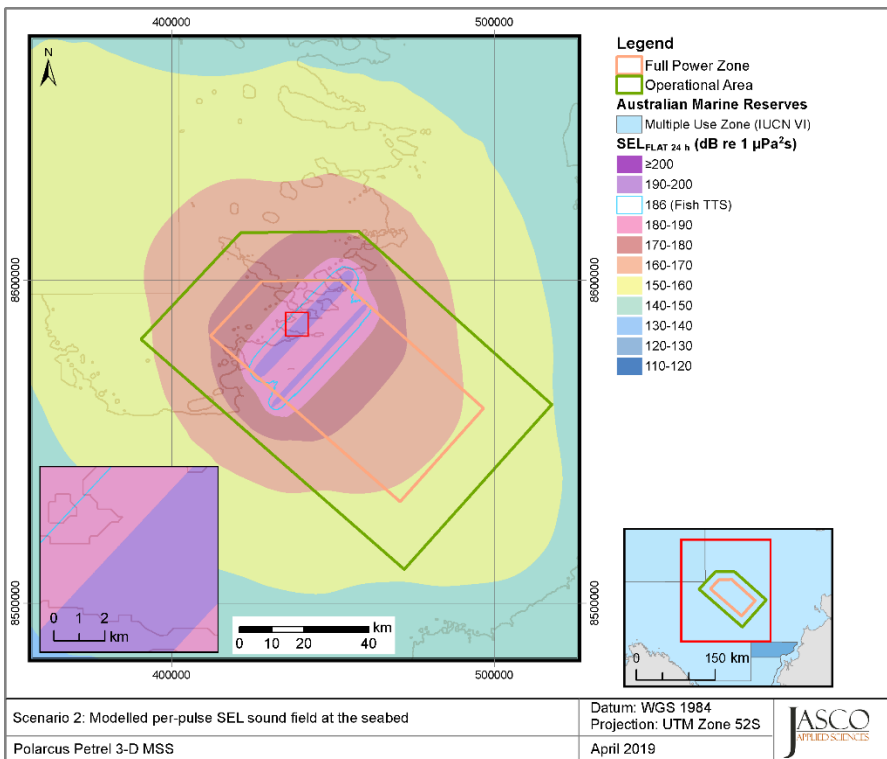 400000 500000
N
8600000 8600000
8500000 8500000
0 1 2
km
0 10 20 40
km
400000 500000
Legend
Full Power Zone
Operational Area
Australian Marine Reserves
Multiple Use Zone (IUCN VI)
SELFLAT 24 h (dB re 1 µPa²s)
≥200
190-200
186 (Fish TTS)
180-190
170-180
160-170
150-160
140-150
130-140
120-130
110-120
0 150 km
Scenario 2: Modelled per-pulse SEL sound field at the seabed
Polarcus Petrel 3-D MSS
Datum: WGS 1984
Projection: UTM Zone 52S
April 2019
JASCO
APPLIED SCIENCES